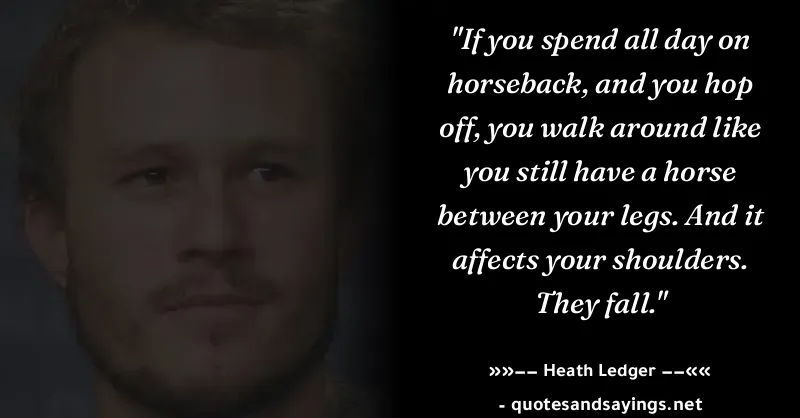 "If you spend all day on
horseback, and you hop
off, you walk around like
you still have a horse
between your legs. And it
affects your shoulders.
They fall."
»»−− Heath Ledger −−««
- quotesandsayings.net